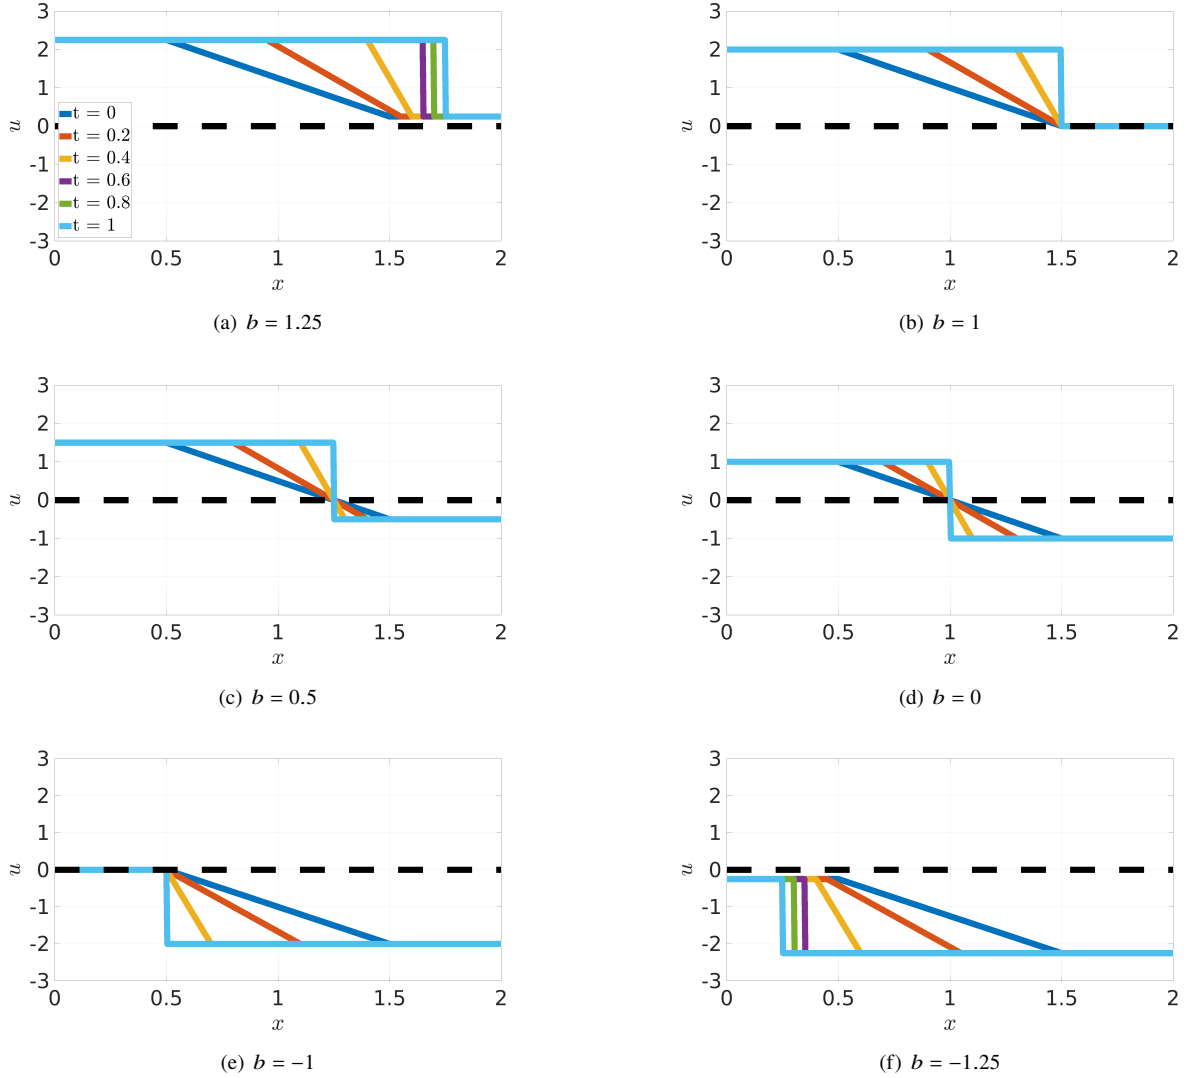 3
2
1
0
-1
-2
-3
u
t = 0
t = 0.2
t = 0.4
t = 0.6
t = 0.8
t = 1
0 0.5 1 1.5 2
x
(a) b = 1.25
3
2
1
0
-1
-2
-3
u
0 0.5 1 1.5 2
x
(b) b = 1
3
2
1
0
-1
-2
-3
u
0 0.5 1 1.5 2
x
(c) b = 0.5
3
2
1
0
-1
-2
-3
u
0 0.5 1 1.5 2
x
(d) b = 0
3
2
1
0
-1
-2
-3
u
0 0.5 1 1.5 2
x
(e) b = −1
3
2
1
0
-1
-2
-3
u
0 0.5 1 1.5 2
x
(f) b = −1.25